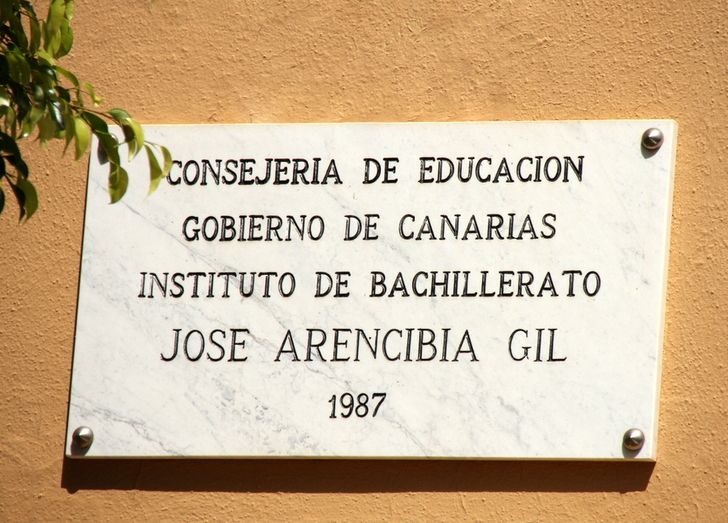 CONSEJERIA DE EDUCACION
GOBIERNO DE CANARIAS
INSTITUTO DE BACHILLERATO
JOSE ARENCIBIA GIL
1987